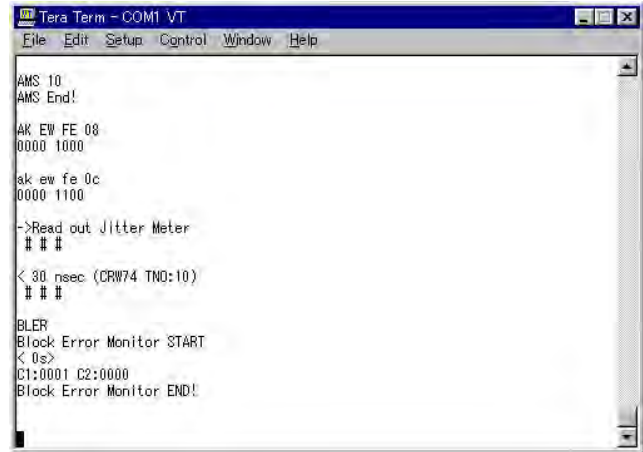 Tera Term - COM1 VT
File Edit Setup Control Window Help
AMS 10
AMS End!
AK EW FE 08
0000 1000
ak ew fe 0c
0000 1100
->Read out Jitter Meter
# # #
< 30 nsec (CRW74 TNO:10)
# # #
BLER
Block Error Monitor START
< 0s>
C1:0001 C2:0000
Block Error Monitor END!